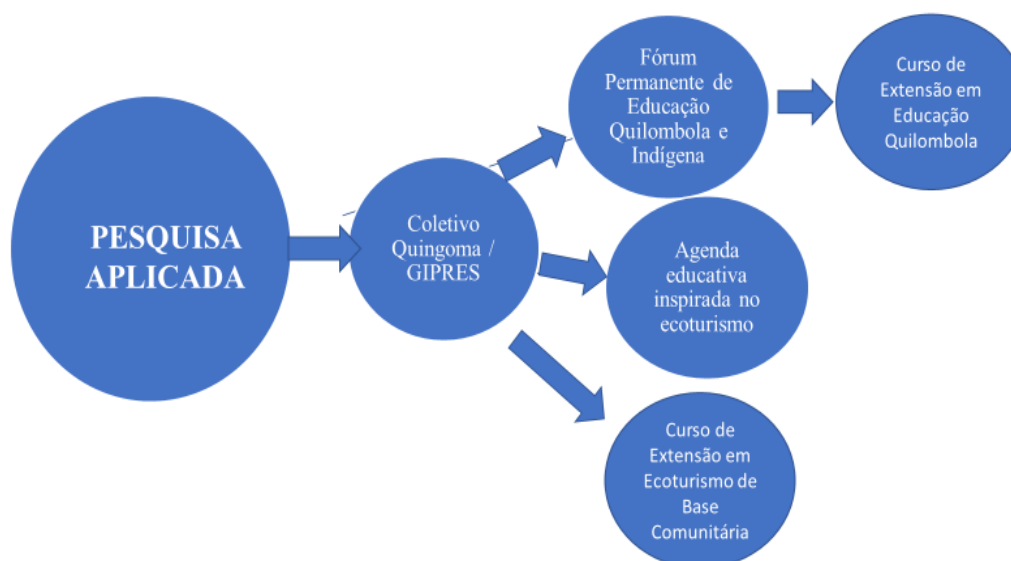 PESQUISA
APLICADA
Coletivo
Quingoma /
GIPRES
Fórum
Permanente de
Educação
Quilombola e
Indígena
Curso de
Extensão em
Educação
Quilombola
Agenda
educativa
inspirada no
ecoturismo
Curso de
Extensão em
Ecoturismo de
Base
Comunitária